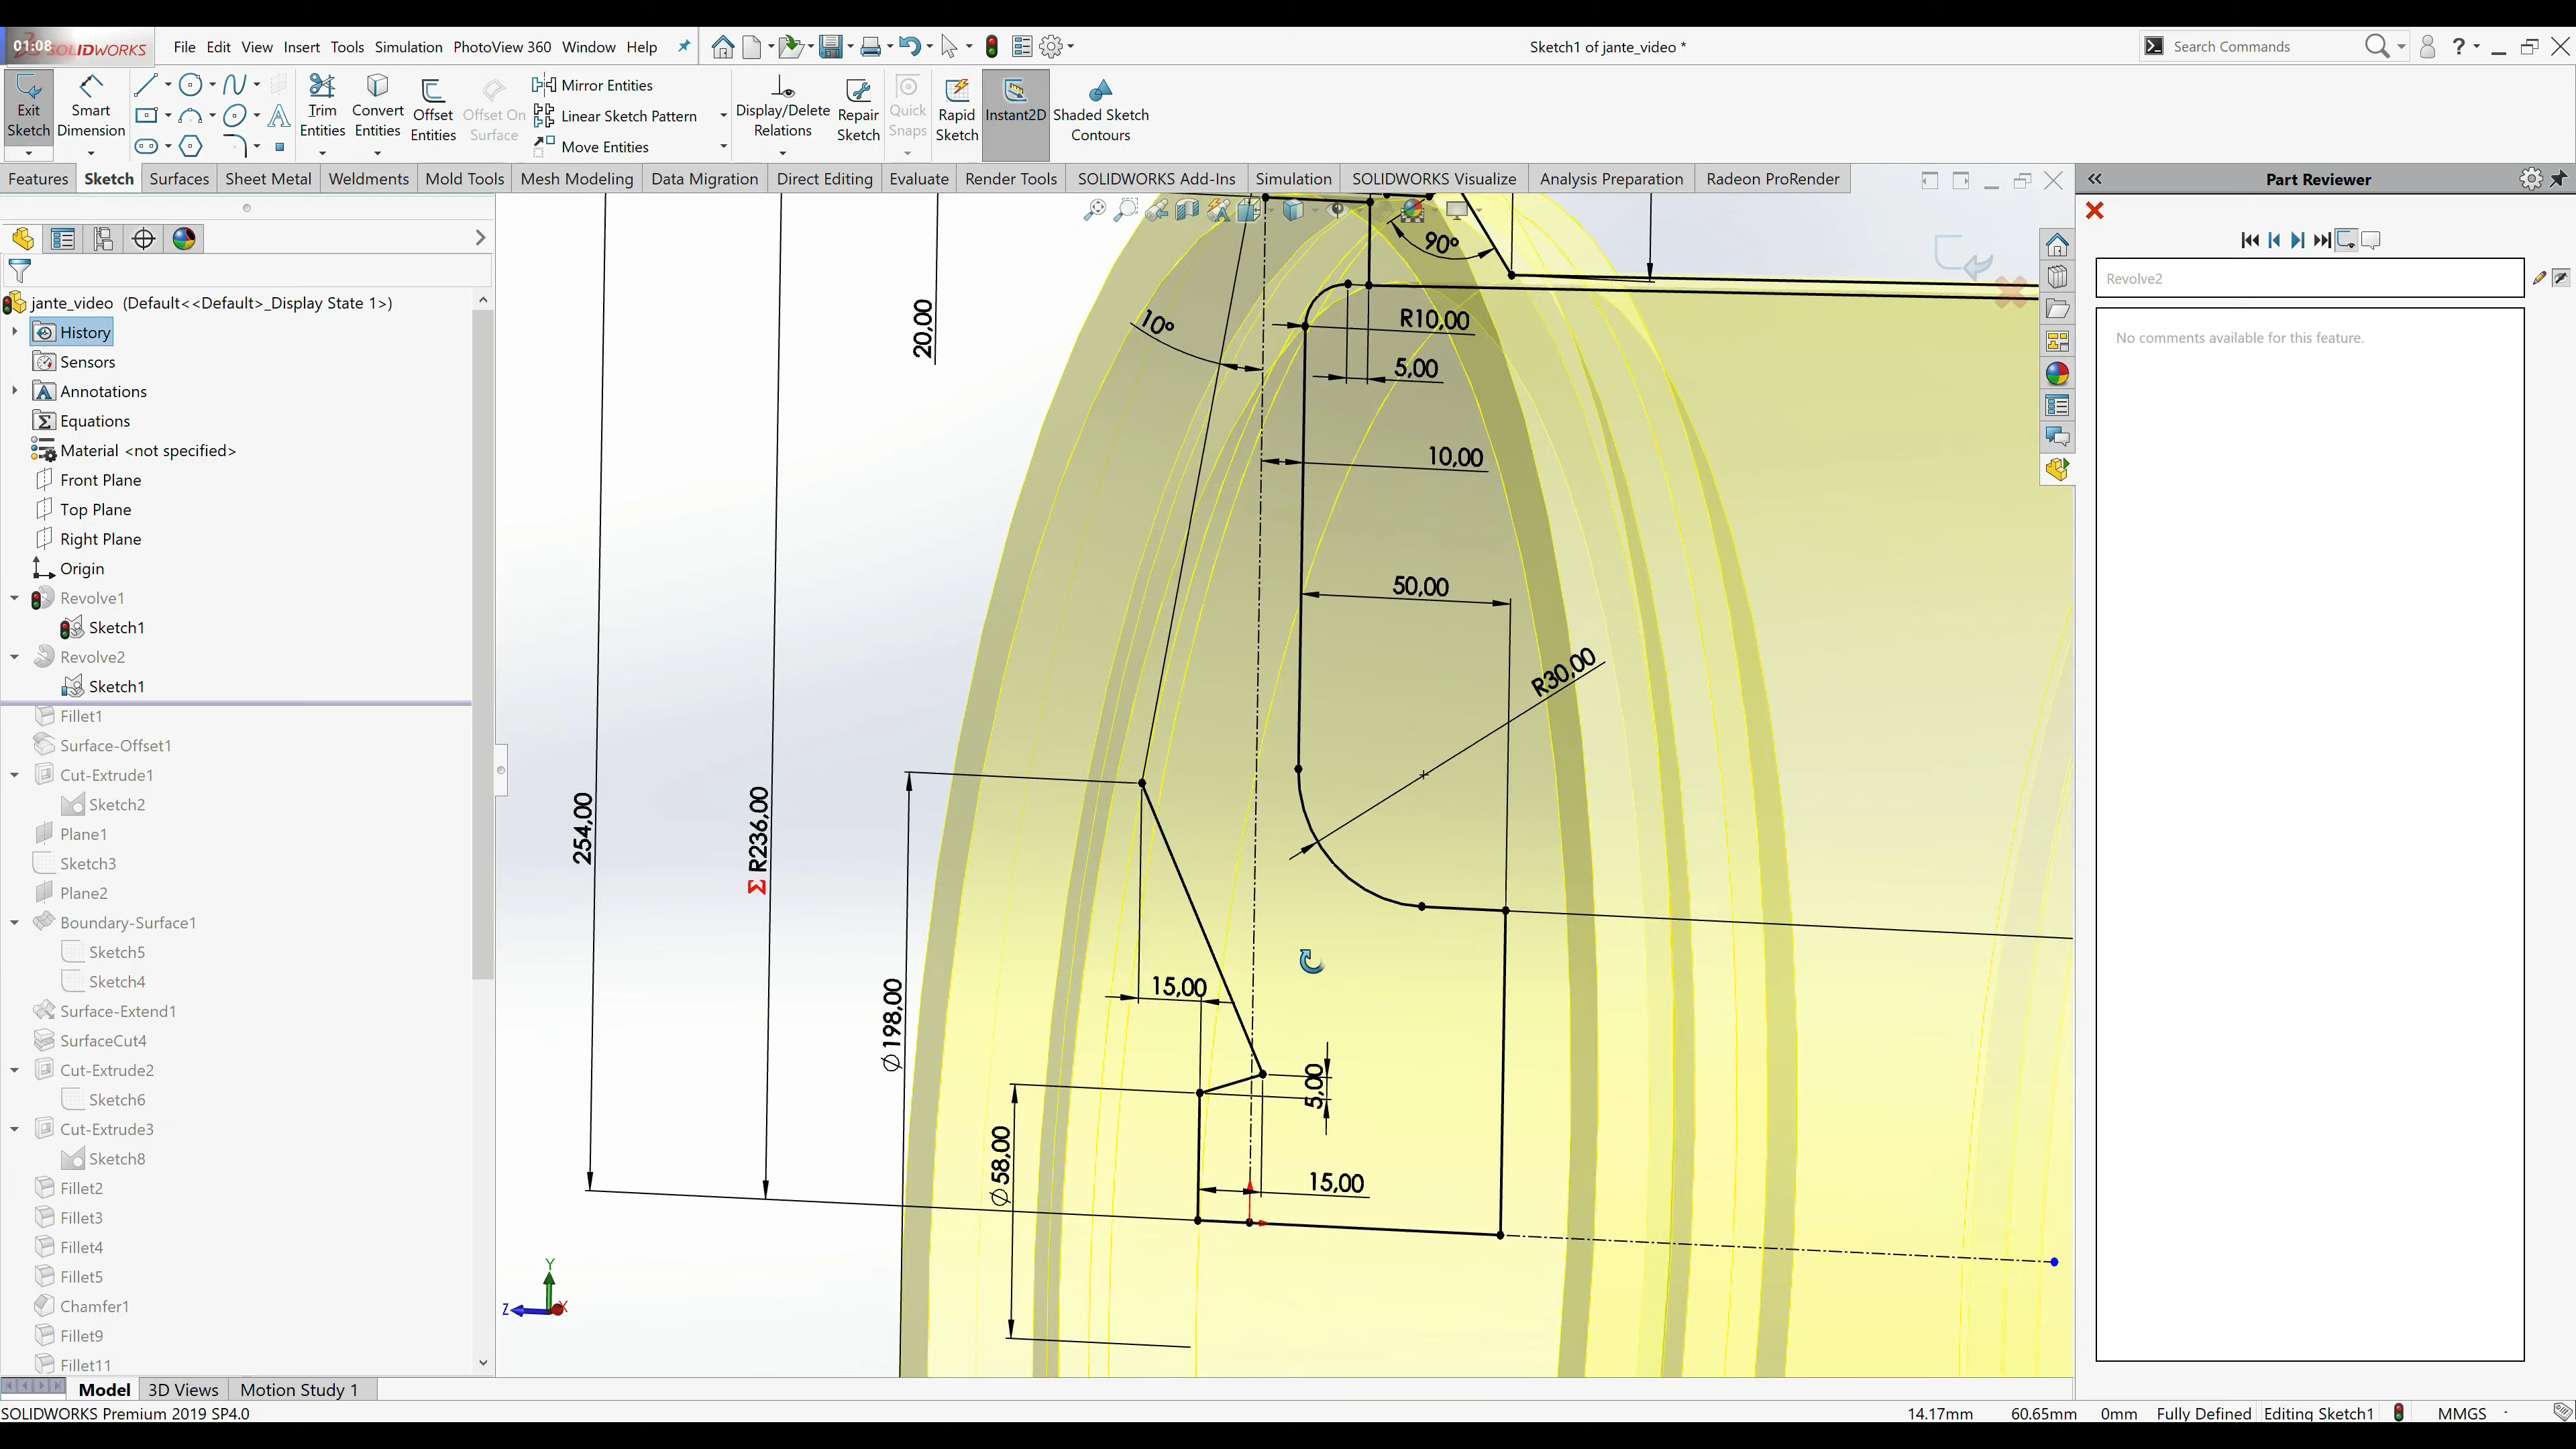 01:08
SOLIDWORKS
File Edit View Insert Tools Simulation PhotoView 360 Window Help
Sketch1 of jante_video *
Search Commands
Exit Sketch
Smart Dimension
Trim Entities
Convert Entities
Offset Entities
Offset On Surface
Mirror Entities
Linear Sketch Pattern
Move Entities
Display/Delete Relations
Repair Sketch
Quick Snaps
Rapid Sketch
Instant2D
Shaded Sketch Contours
Features Sketch Surfaces Sheet Metal Weldments Mold Tools Mesh Modeling Data Migration Direct Editing Evaluate Render Tools SOLIDWORKS Add-Ins Simulation SOLIDWORKS Visualize Analysis Preparation Radeon ProRender
Part Reviewer
Revolve2
No comments available for this feature.
jante_video (Default<<Default>_Display State 1>)
History
Sensors
Annotations
Equations
Material <not specified>
Front Plane
Top Plane
Right Plane
Origin
Revolve1
Sketch1
Revolve2
Sketch1
Fillet1
Surface-Offset1
Cut-Extrude1
Sketch2
Plane1
Sketch3
Plane2
Boundary-Surface1
Sketch5
Sketch4
Surface-Extend1
SurfaceCut4
Cut-Extrude2
Sketch6
Cut-Extrude3
Sketch8
Fillet2
Fillet3
Fillet4
Fillet5
Chamfer1
Fillet9
Fillet11
90°
20,00
10°
R10,00
5,00
10,00
50,00
R30,00
254,00
Σ R236,00
∅198,00
15,00
5,00
∅58,00
15,00
Y
Z
X
Model 3D Views Motion Study 1
SOLIDWORKS Premium 2019 SP4.0
14.17mm 60.65mm 0mm Fully Defined Editing Sketch1 MMGS